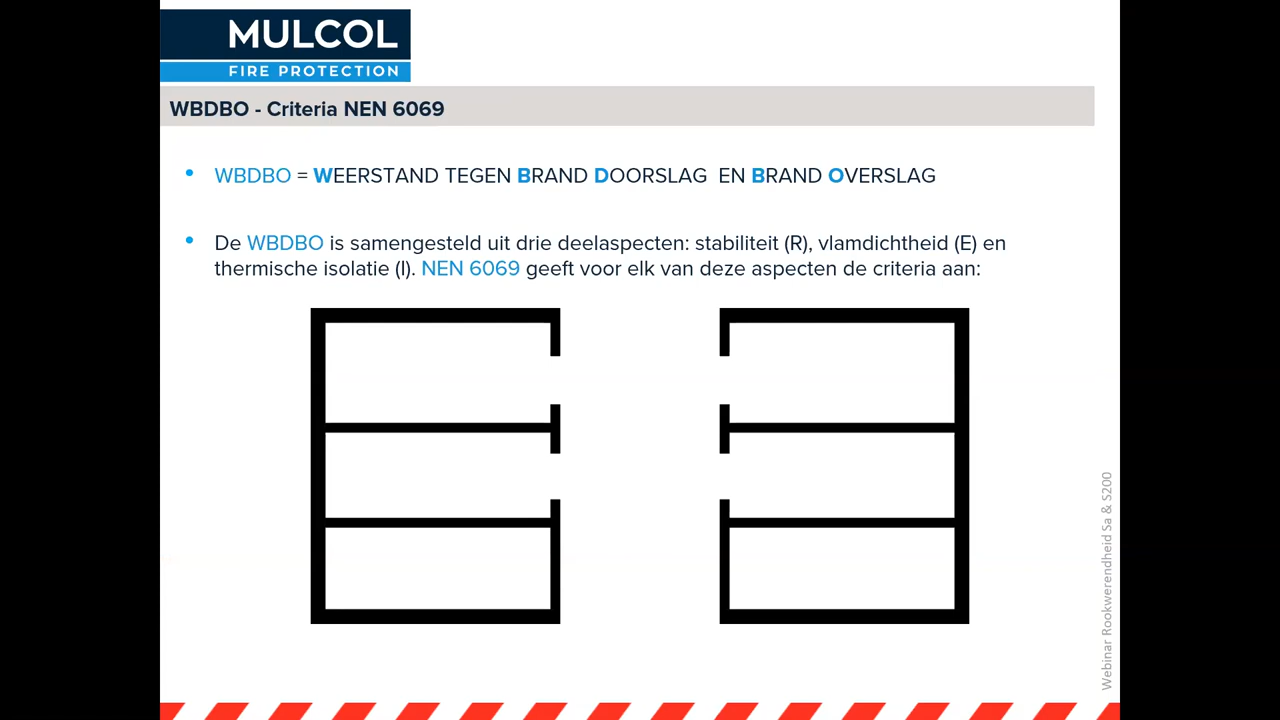 MULCOL
FIRE PROTECTION
WBDBO - Criteria NEN 6069
• WBDBO = WEERSTAND TEGEN BRAND DOORSLAG EN BRAND OVERSLAG
• De WBDBO is samengesteld uit drie deelaspecten: stabiliteit (R), vlamdichtheid (E) en
thermische isolatie (I). NEN 6069 geeft voor elk van deze aspecten de criteria aan:
Webinar Rookwerendheid Sa & S200